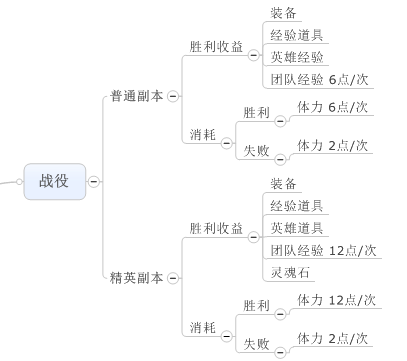 战役
普通副本
胜利收益
装备
经验道具
英雄经验
团队经验 6点/次
消耗
胜利
体力 6点/次
失败
体力 2点/次
精英副本
胜利收益
装备
经验道具
英雄道具
团队经验 12点/次
灵魂石
消耗
胜利
体力 12点/次
失败
体力 2点/次